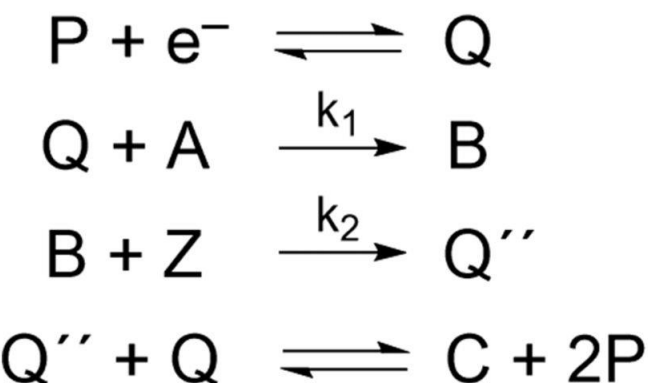 P + e⁻ ⇌ Q
Q + A →k₁ B
B + Z →k₂ Q´´
Q´´ + Q ⇌ C + 2P